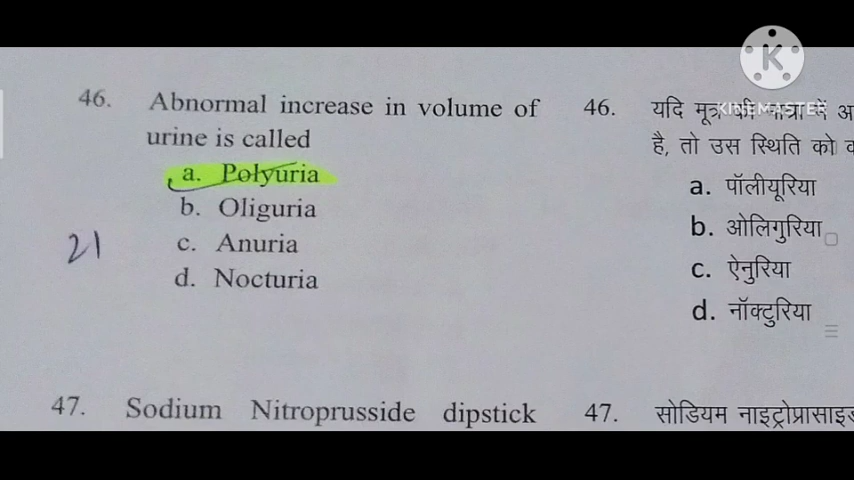 KINEMASTER
46. Abnormal increase in volume of
urine is called
a. Polyuria
b. Oliguria
c. Anuria
d. Nocturia
21
47. Sodium Nitroprusside dipstick
46. यदि मूत्र की मात्रा में
है, तो उस स्थिति को
a. पॉलीयूरिया
b. ओलिगुरिया
c. ऐनुरिया
d. नॉक्टुरिया
47. सोडियम